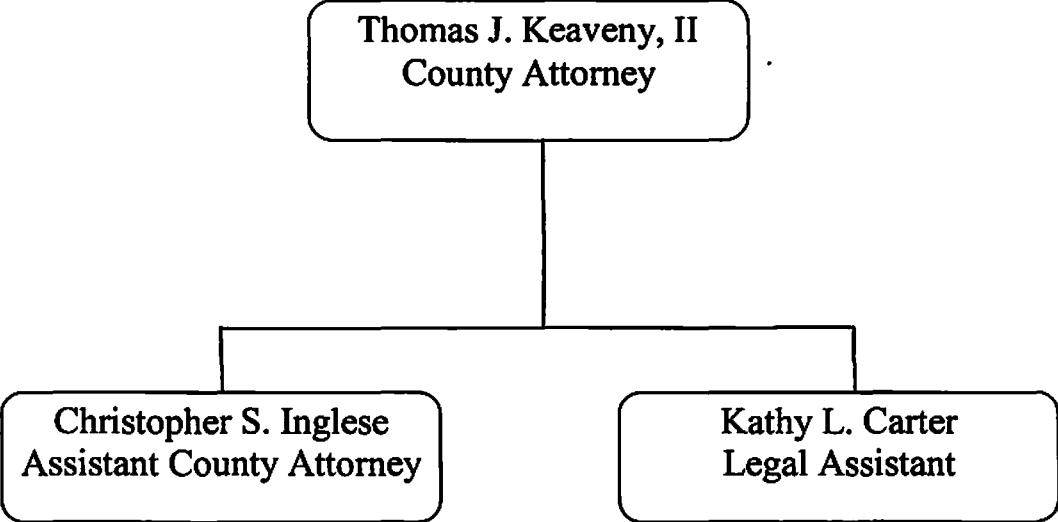 Thomas J. Keaveny, II
County Attorney
Christopher S. Inglese
Assistant County Attorney
Kathy L. Carter
Legal Assistant